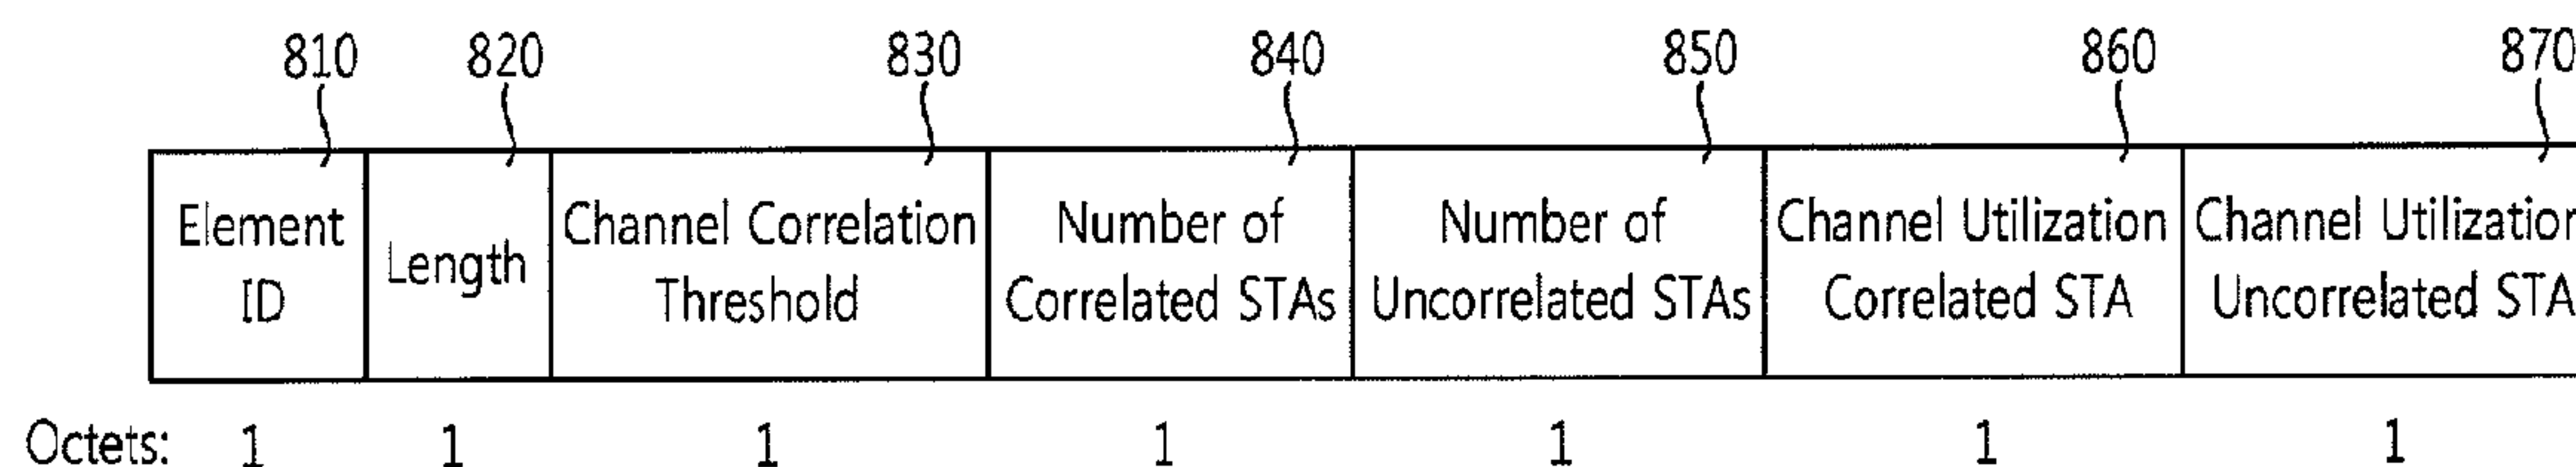 810 820 830 840 850 860 870
Element
ID
Length
Channel Correlation
Threshold
Number of
Correlated STAs
Number of
Uncorrelated STAs
Channel Utilization
Correlated STA
Channel Utilization
Uncorrelated STA
Octets: 1 1 1 1 1 1 1